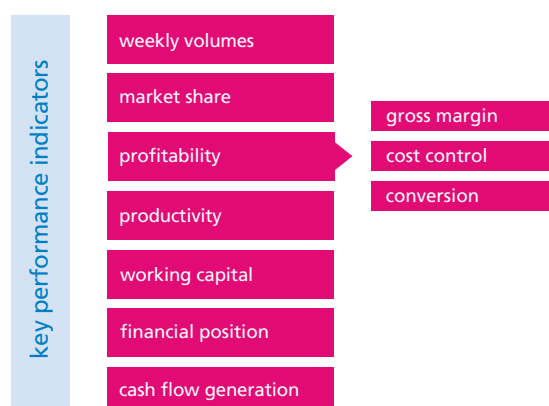 key performance indicators
weekly volumes
market share
profitability
productivity
working capital
financial position
cash flow generation
gross margin
cost control
conversion